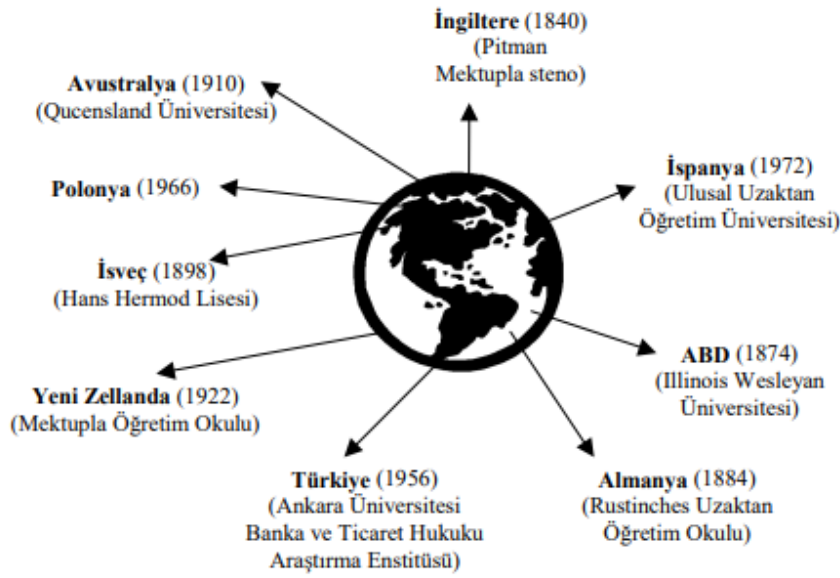 İngiltere (1840)
(Pitman
Mektupla steno)
Avustralya (1910)
(Qucensland Üniversitesi)
Polonya (1966)
İspanya (1972)
(Ulusal Uzaktan
Öğretim Üniversitesi)
İsveç (1898)
(Hans Hermod Lisesi)
ABD (1874)
(Illinois Wesleyan
Üniversitesi)
Yeni Zellanda (1922)
(Mektupla Öğretim Okulu)
Türkiye (1956)
(Ankara Üniversitesi
Banka ve Ticaret Hukuku
Araştırma Enstitüsü)
Almanya (1884)
(Rustinches Uzaktan
Öğretim Okulu)